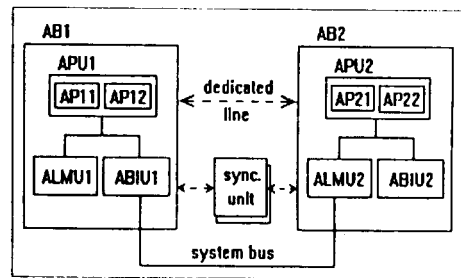 AB1
APU1
AP11 AP12
ALMU1 ABIU1
dedicated
line
sync.
unit
system bus
AB2
APU2
AP21 AP22
ALMU2 ABIU2